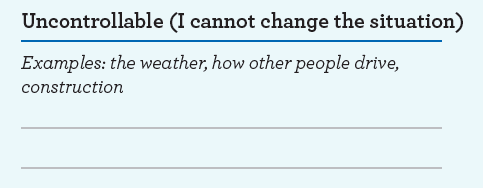 Uncontrollable (I cannot change the situation)
Examples: the weather, how other people drive,
construction